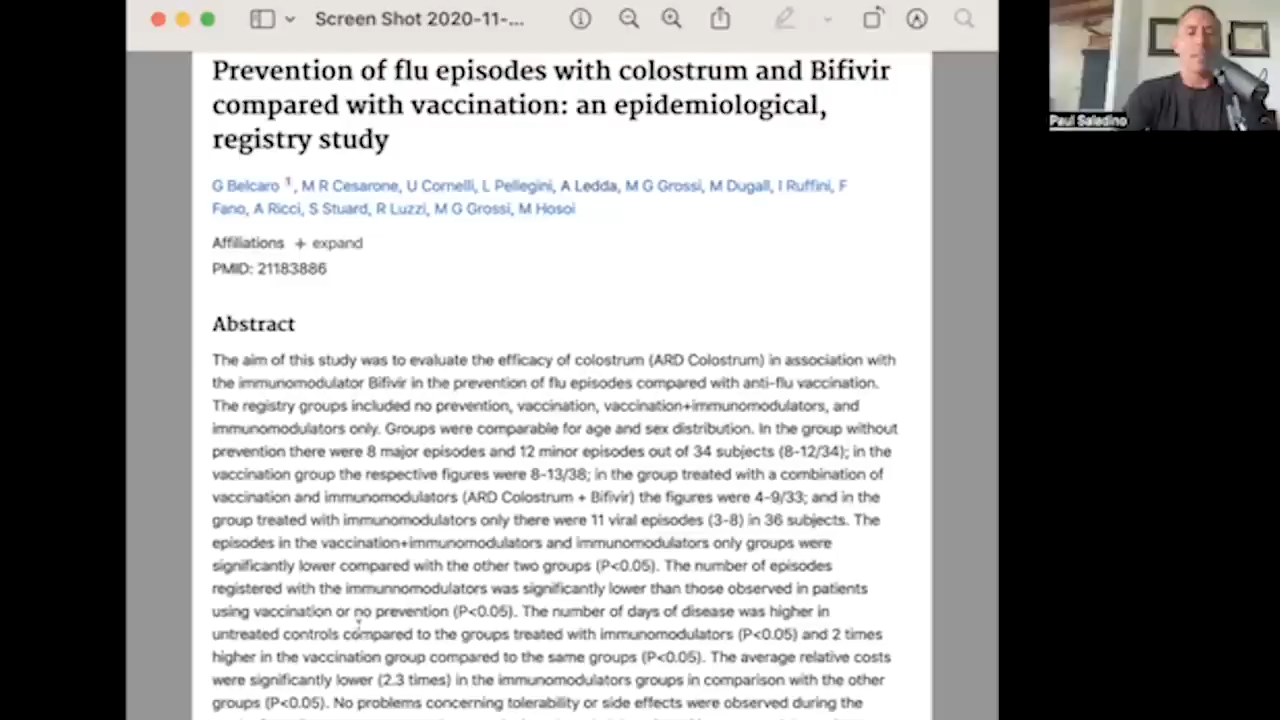 Screen Shot 2020-11-...
Paul Saladino
Prevention of flu episodes with colostrum and Bifivir
compared with vaccination: an epidemiological,
registry study
G Belcaro 1, M R Cesarone, U Cornelli, L Pellegini, A Ledda, M G Grossi, M Dugall, I Ruffini, F
Fano, A Ricci, S Stuard, R Luzzi, M G Grossi, M Hosoi
Affiliations + expand
PMID: 21183886
Abstract
The aim of this study was to evaluate the efficacy of colostrum (ARD Colostrum) in association with
the immunomodulator Bifivir in the prevention of flu episodes compared with anti-flu vaccination.
The registry groups included no prevention, vaccination, vaccination+immunomodulators, and
immunomodulators only. Groups were comparable for age and sex distribution. In the group without
prevention there were 8 major episodes and 12 minor episodes out of 34 subjects (8-12/34); in the
vaccination group the respective figures were 8-13/38; in the group treated with a combination of
vaccination and immunomodulators (ARD Colostrum + Bifivir) the figures were 4-9/33; and in the
group treated with immunomodulators only there were 11 viral episodes (3-8) in 36 subjects. The
episodes in the vaccination+immunomodulators and immunomodulators only groups were
significantly lower compared with the other two groups (P<0.05). The number of episodes
registered with the immunnomodulators was significantly lower than those observed in patients
using vaccination or no prevention (P<0.05). The number of days of disease was higher in
untreated controls compared to the groups treated with immunomodulators (P<0.05) and 2 times
higher in the vaccination group compared to the same groups (P<0.05). The average relative costs
were significantly lower (2.3 times) in the immunomodulators groups in comparison with the other
groups (P<0.05). No problems concerning tolerability or side effects were observed during the